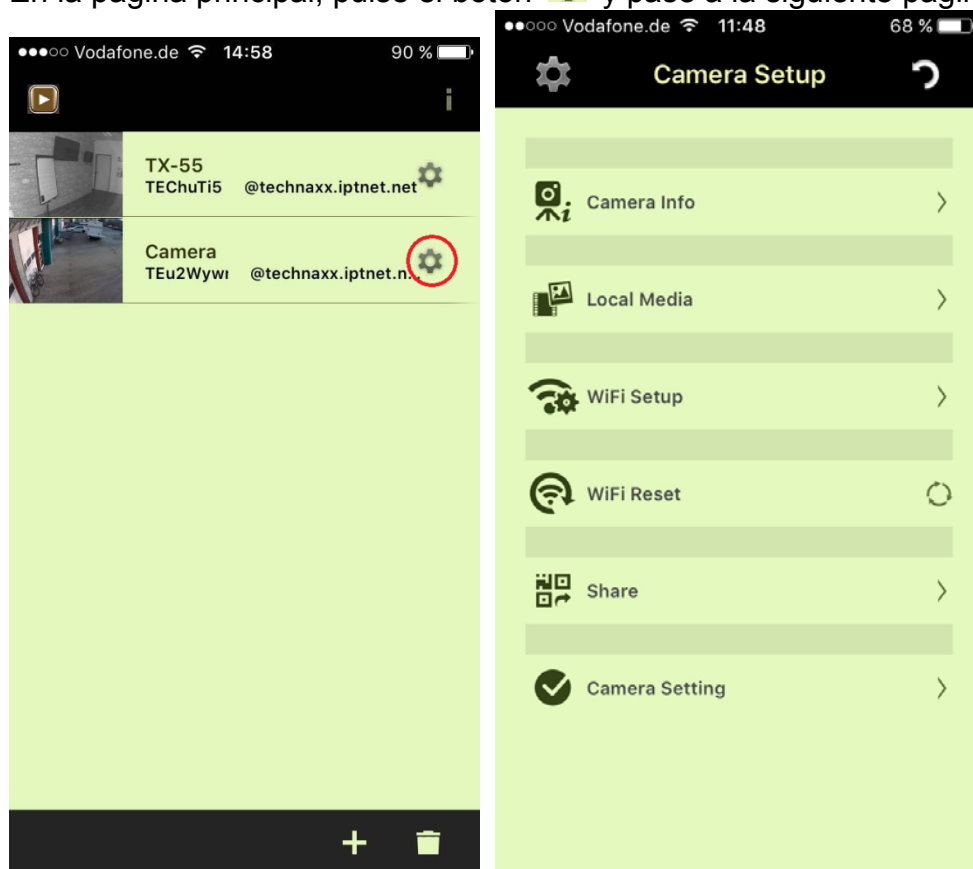 En la página principal, pulse el botón y pase a la siguiente págin
Vodafone.de 14:58 90 %
i
TX-55
TEChuTi5 @technaxx.iptnet.net
Camera
TEu2Wywı @technaxx.iptnet.n...
Vodafone.de 11:48 68 %
Camera Setup
Camera Info
Local Media
WiFi Setup
WiFi Reset
Share
Camera Setting